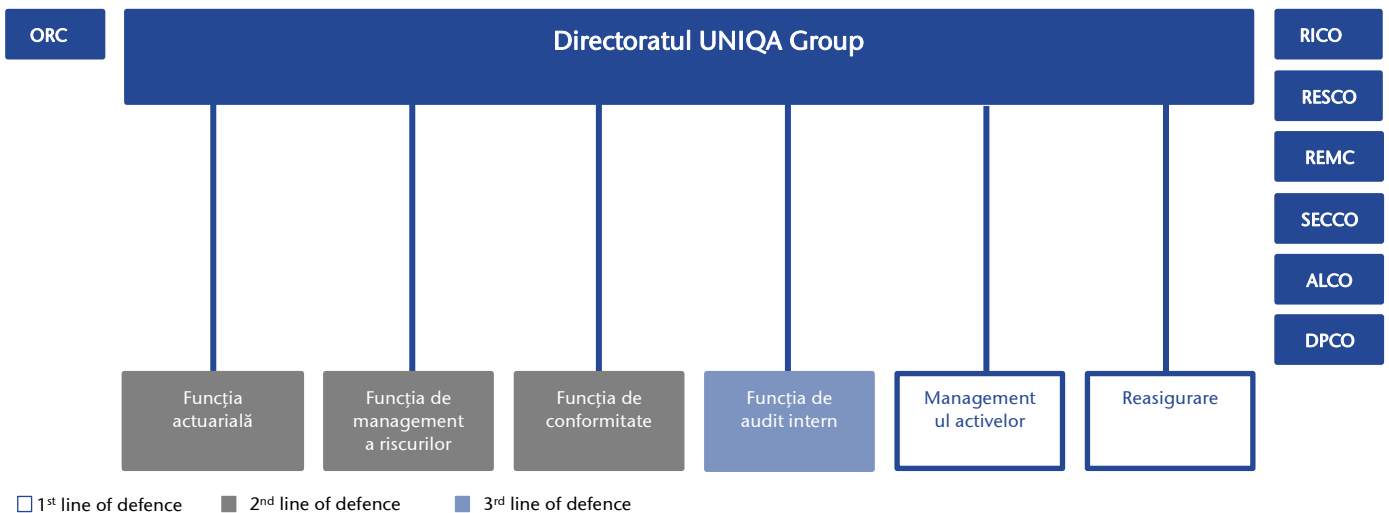 ORC
Directoratul UNIQA Group
RICO
RESCO
REMC
SECCO
ALCO
DPCO
Funcția
actuarială
Funcția de
management
a riscurilor
Funcția de
conformitate
Funcția de
audit intern
Management
ul activelor
Reasigurare
1st line of defence
2nd line of defence
3rd line of defence